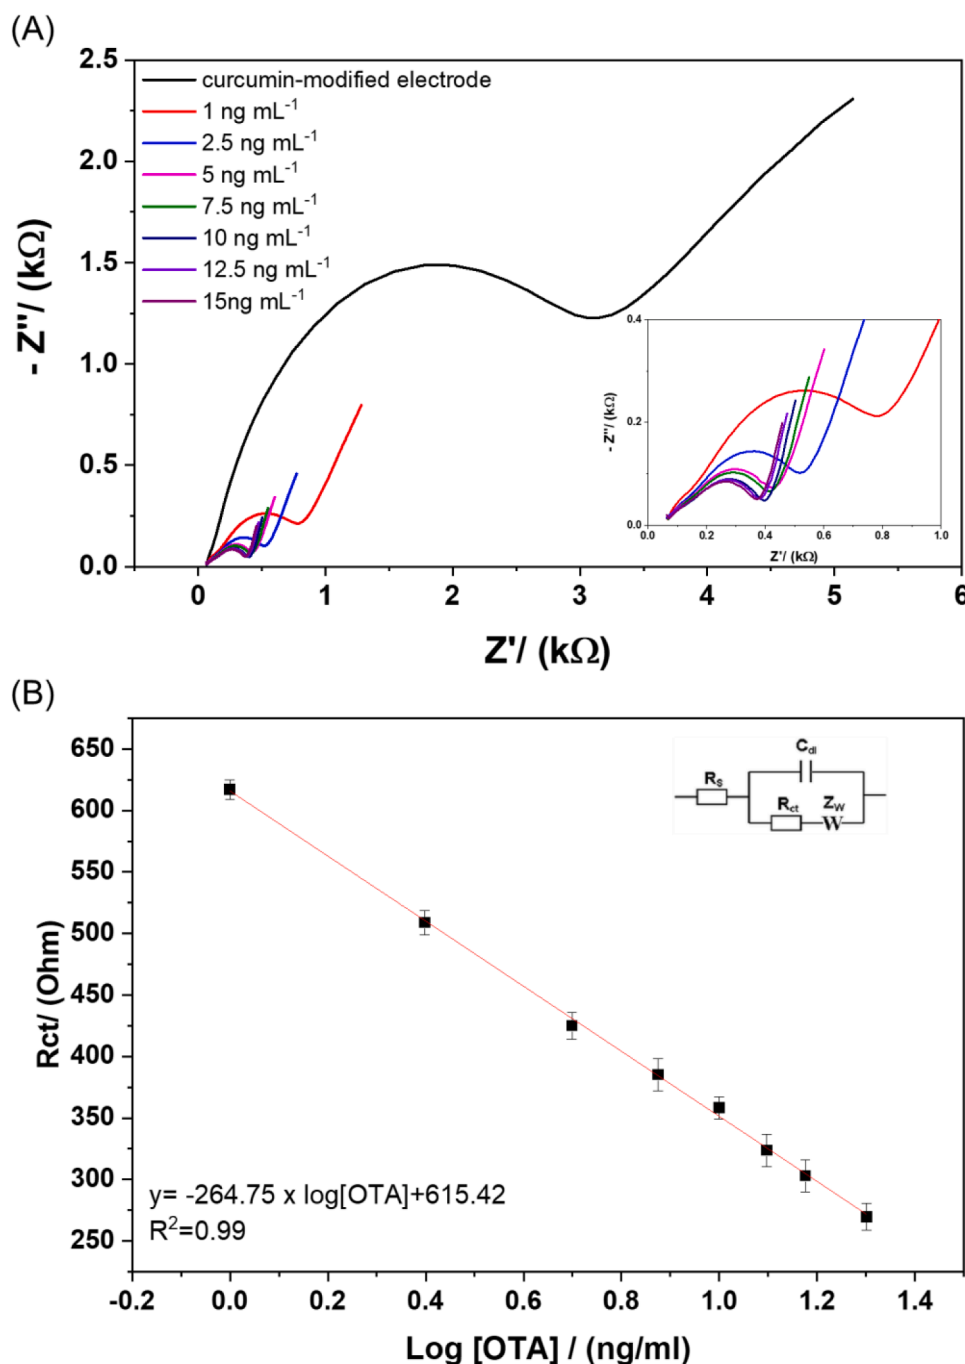 (A)
2.5
2.0
1.5
1.0
0.5
0.0
- Z''/ (kΩ)
curcumin-modified electrode
1 ng mL⁻¹
2.5 ng mL⁻¹
5 ng mL⁻¹
7.5 ng mL⁻¹
10 ng mL⁻¹
12.5 ng mL⁻¹
15ng mL⁻¹
0.4
0.2
0.0
- Z''/ (kΩ)
0.0 0.2 0.4 0.6 0.8 1.0
Z'/ (kΩ)
0 1 2 3 4 5 6
Z'/ (kΩ)
(B)
650
600
550
500
450
400
350
300
250
Rct/ (Ohm)
Cdl
RS
Rct ZW
W
y= -264.75 x log[OTA]+615.42
R²=0.99
-0.2 0.0 0.2 0.4 0.6 0.8 1.0 1.2 1.4
Log [OTA] / (ng/ml)